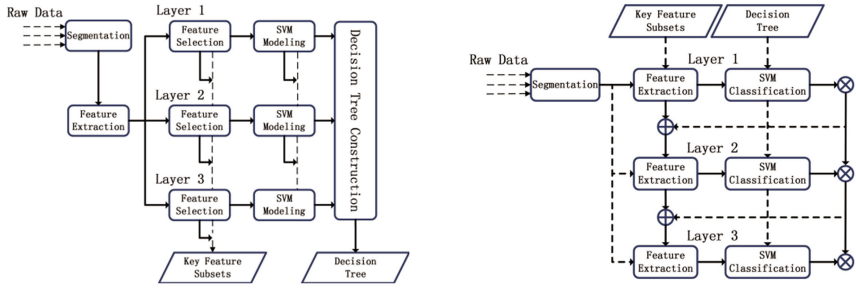 Raw Data
Segmentation
Feature
Extraction
Layer 1
Feature
Selection
SVM
Modeling
Layer 2
Feature
Selection
SVM
Modeling
Layer 3
Feature
Selection
SVM
Modeling
Decision Tree Construction
Key Feature
Subsets
Decision
Tree
Key Feature
Subsets
Decision
Tree
Raw Data
Segmentation
Layer 1
Feature
Extraction
SVM
Classification
Layer 2
Feature
Extraction
SVM
Classification
Layer 3
Feature
Extraction
SVM
Classification